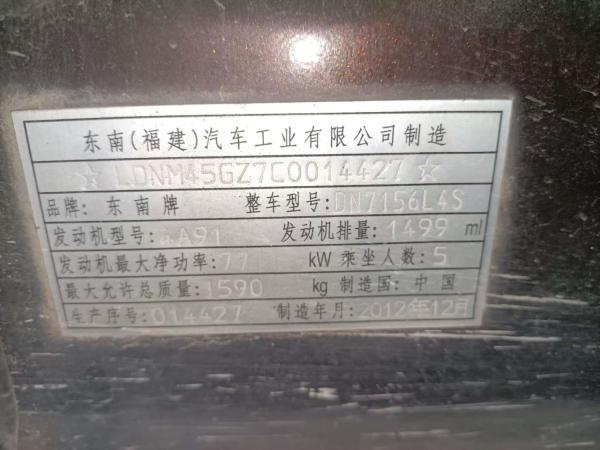 东南(福建)汽车工业有限公司制造
☆ LDNM45GZ7C0014427 ☆
品牌: 东南牌 整车型号: DN7156L4S
发动机型号: 4A91 发动机排量: 1499 ml
发动机最大净功率: 77 kW 乘坐人数: 5
最大允许总质量: 1590 kg 制造国: 中国
生产序号: 014427 制造年月: 2012年12月